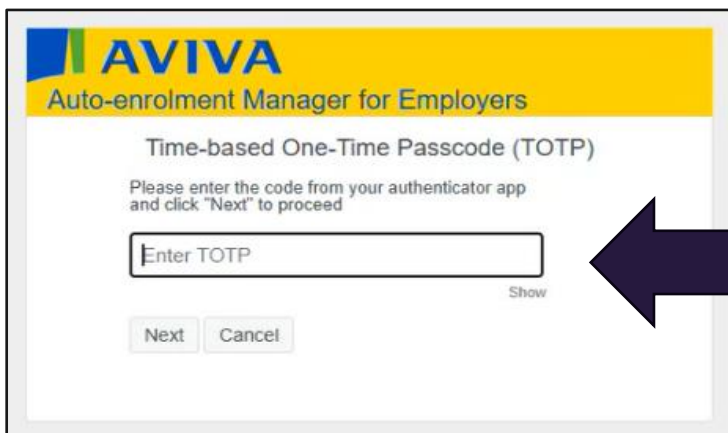 AVIVA
Auto-enrolment Manager for Employers
Time-based One-Time Passcode (TOTP)
Please enter the code from your authenticator app
and click "Next" to proceed
Enter TOTP
Show
Next Cancel